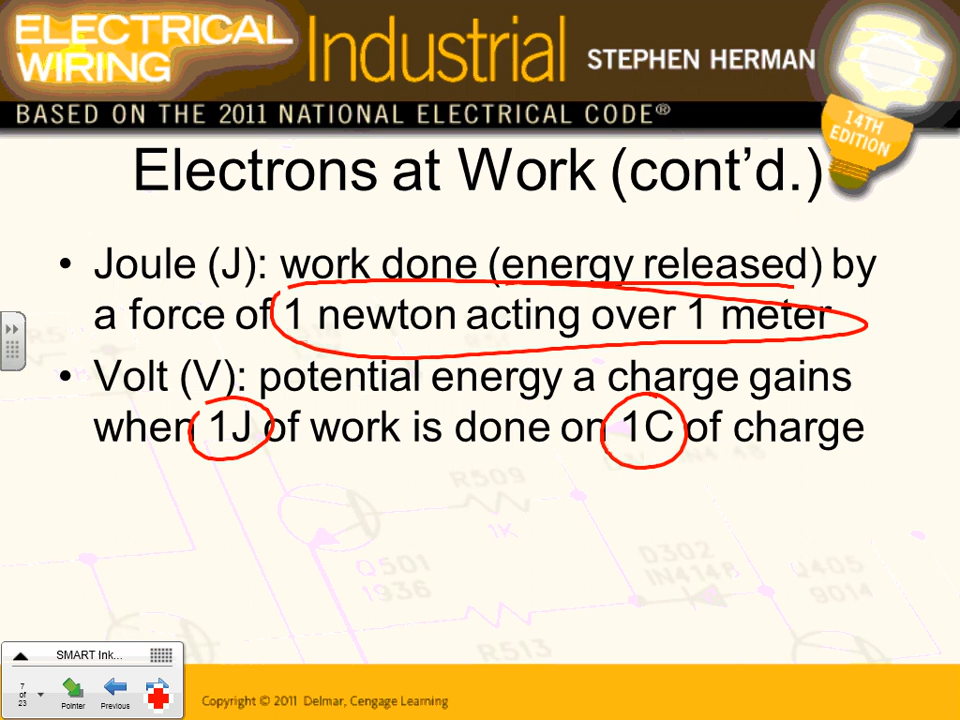 ELECTRICAL
WIRING
Industrial
STEPHEN HERMAN
BASED ON THE 2011 NATIONAL ELECTRICAL CODE®
14TH
EDITION
Electrons at Work (cont’d.)
• Joule (J): work done (energy released) by
a force of 1 newton acting over 1 meter
• Volt (V): potential energy a charge gains
when 1J of work is done on 1C of charge
R509
1K
Q501
1936
D302
IN414P
Q405
9014
R513
SMART Ink...
7
of
23
Pointer
Previous
Copyright © 2011 Delmar, Cengage Learning